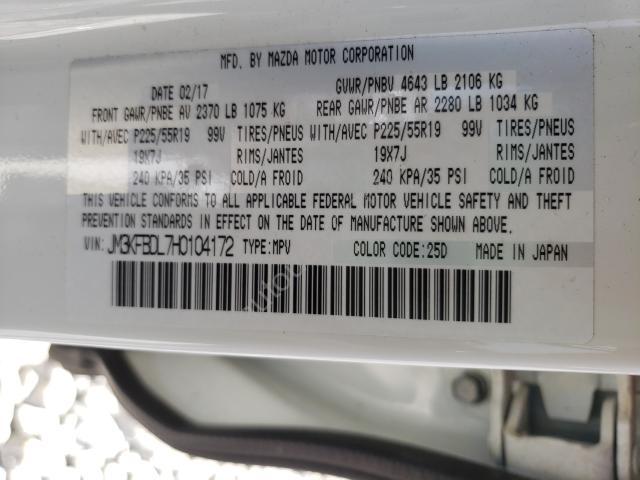 MFD. BY MAZDA MOTOR CORPORATION
DATE 02/17 GVWR/PNBV 4643 LB 2106 KG
FRONT GAWR/PNBE AV 2370 LB 1075 KG REAR GAWR/PNBE AR 2280 LB 1034 KG
WITH/AVEC P225/55R19 99V TIRES/PNEUS WITH/AVEC P225/55R19 99V TIRES/PNEUS
19X7J RIMS/JANTES 19X7J RIMS/JANTES
240 KPA/35 PSI COLD/A FROID 240 KPA/35 PSI COLD/A FROID
THIS VEHICLE CONFORMS TO ALL APPLICABLE FEDERAL MOTOR VEHICLE SAFETY AND THEFT
PREVENTION STANDARDS IN EFFECT ON THE DATE OF MANUFACTURE SHOWN ABOVE.
VIN: JM3KFBDL7H0104172 TYPE:MPV COLOR CODE:25D MADE IN JAPAN